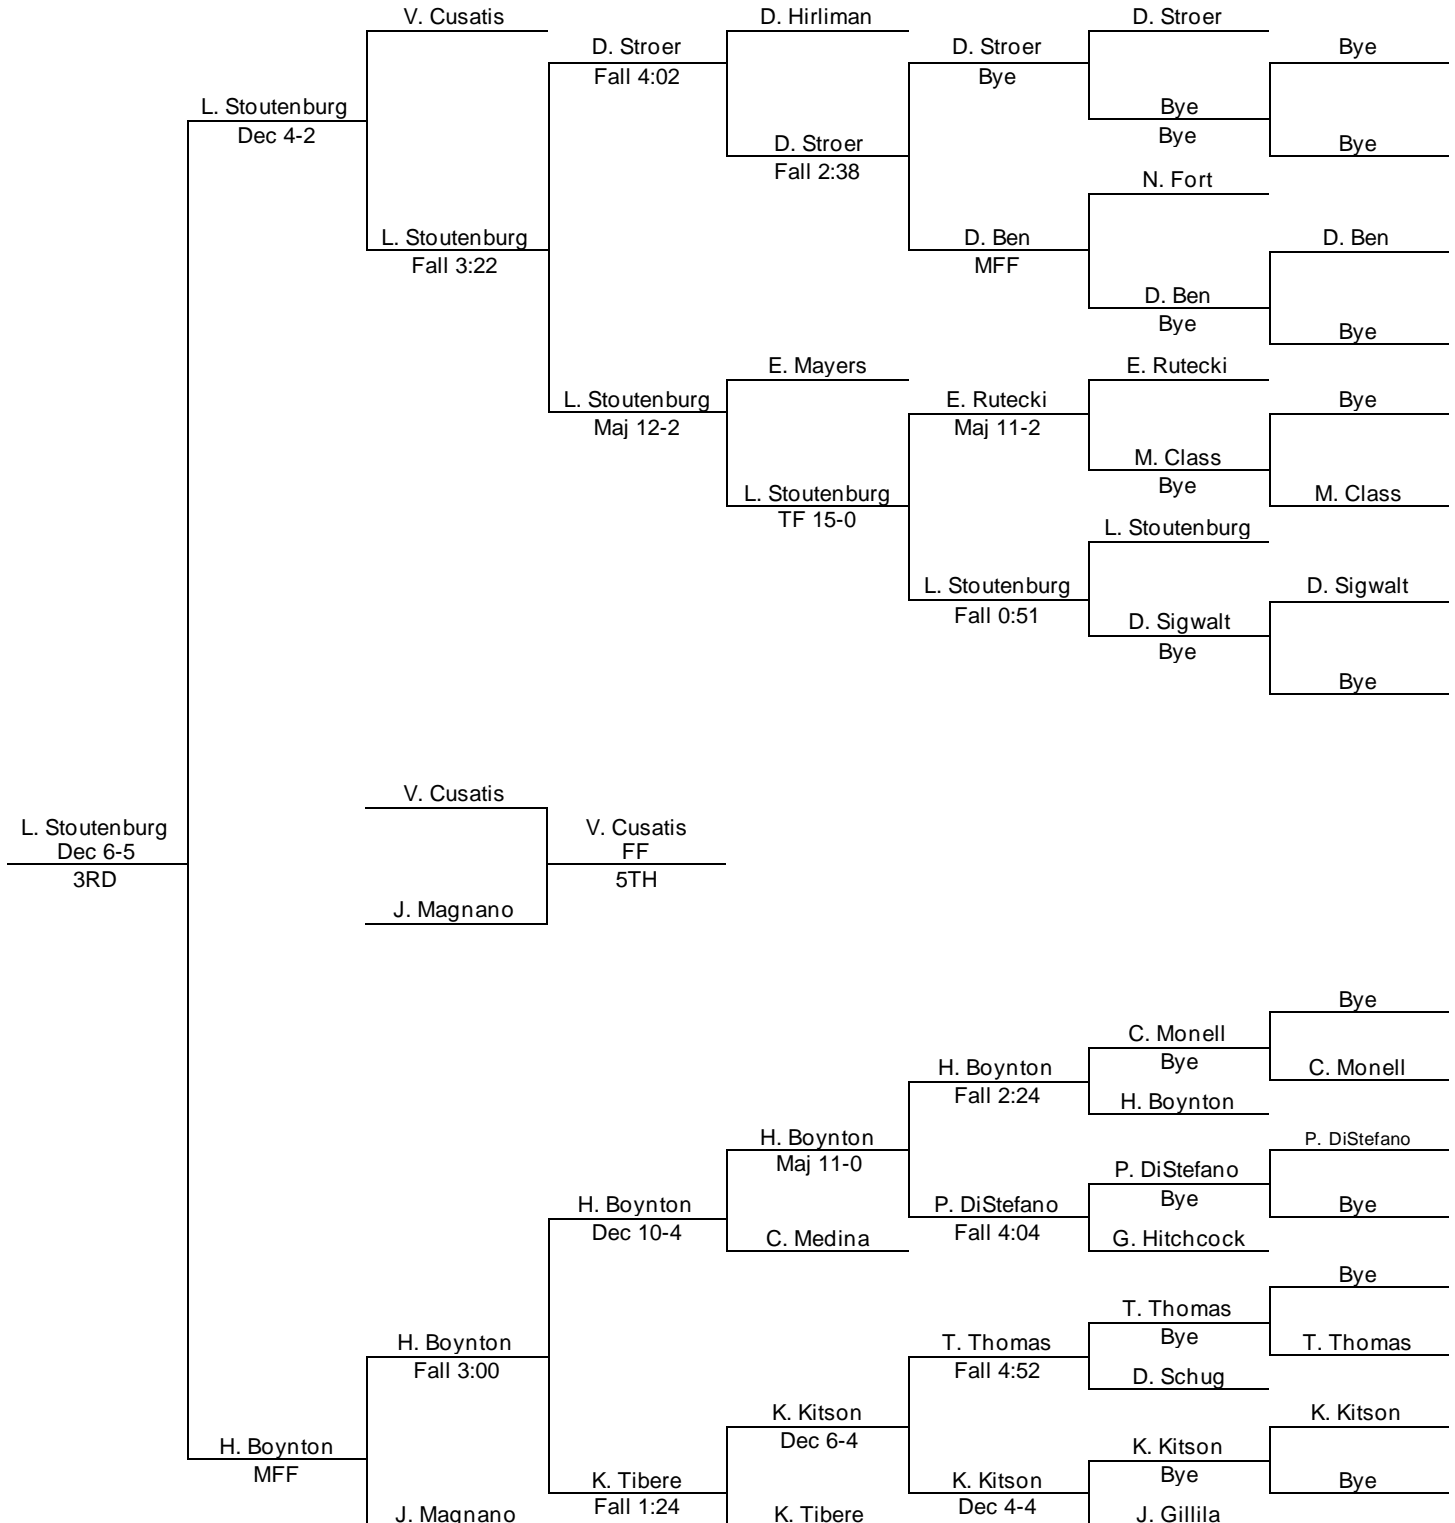 V. Cusatis
D. Hirliman
D. Stroer
D. Stroer
Fall 4:02
D. Stroer
Bye
Bye
L. Stoutenburg
Dec 4-2
D. Stroer
Fall 2:38
Bye
Bye
Bye
N. Fort
L. Stoutenburg
Fall 3:22
D. Ben
MFF
D. Ben
D. Ben
Bye
Bye
E. Mayers
E. Rutecki
L. Stoutenburg
Maj 12-2
E. Rutecki
Maj 11-2
Bye
M. Class
Bye
L. Stoutenburg
TF 15-0
M. Class
L. Stoutenburg
L. Stoutenburg
Fall 0:51
D. Sigwalt
D. Sigwalt
Bye
Bye
V. Cusatis
L. Stoutenburg
Dec 6-5
3RD
V. Cusatis
FF
5TH
J. Magnano
Bye
C. Monell
Bye
H. Boynton
Fall 2:24
C. Monell
H. Boynton
H. Boynton
Maj 11-0
P. DiStefano
P. DiStefano
Bye
H. Boynton
Dec 10-4
P. DiStefano
Fall 4:04
Bye
C. Medina
G. Hitchcock
Bye
T. Thomas
Bye
H. Boynton
Fall 3:00
T. Thomas
Fall 4:52
T. Thomas
D. Schug
K. Kitson
Dec 6-4
K. Kitson
H. Boynton
MFF
K. Kitson
Bye
K. Tibere
Fall 1:24
K. Kitson
Dec 4-4
Bye
J. Magnano
K. Tibere
J. Gillila